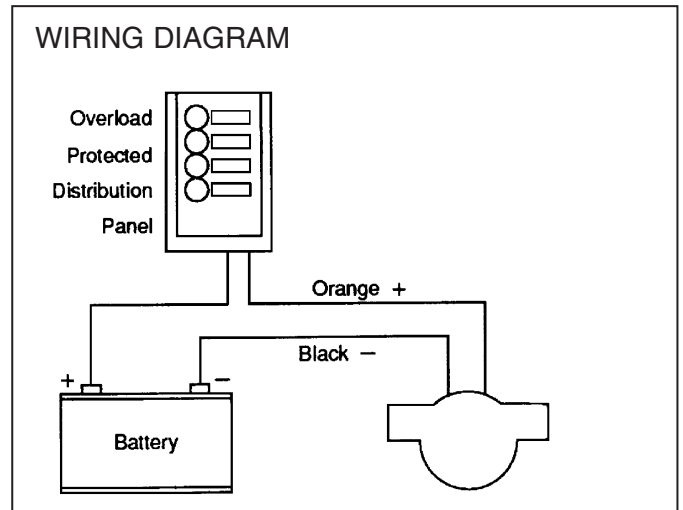 WIRING DIAGRAM
Overload
Protected
Distribution
Panel
Orange +
Black −
+ −
Battery